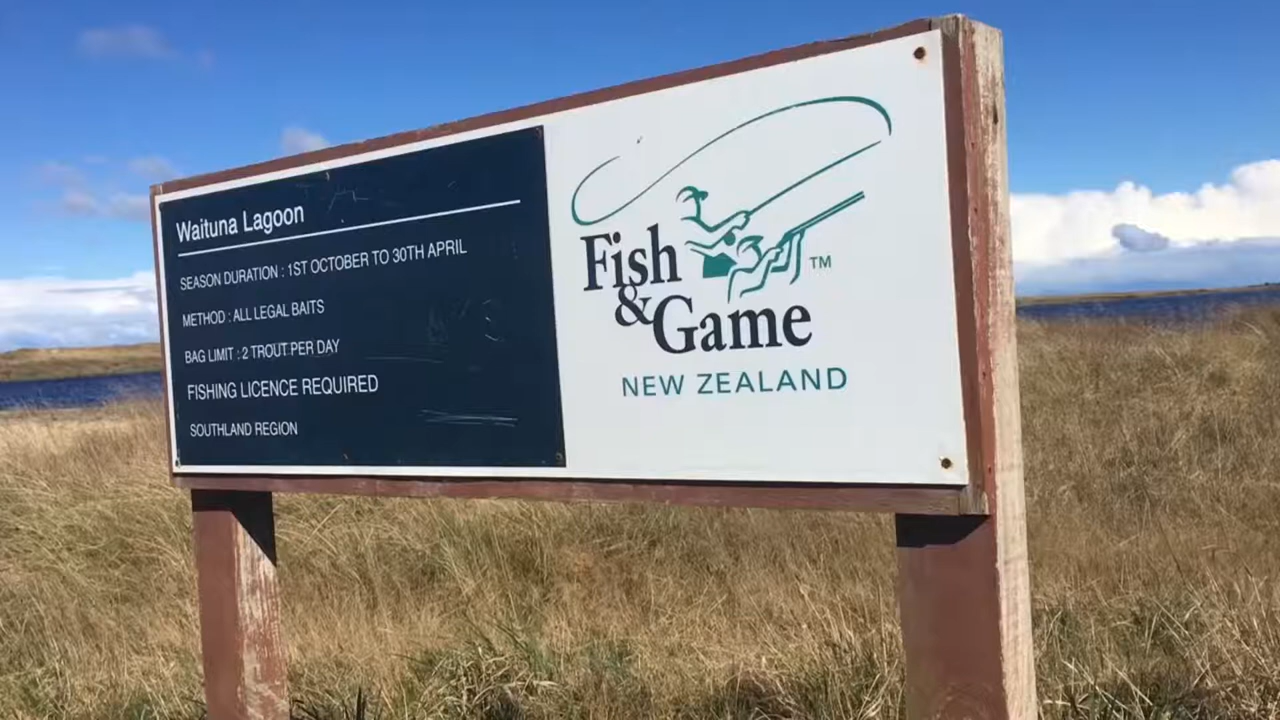 Waituna Lagoon
SEASON DURATION : 1ST OCTOBER TO 30TH APRIL
METHOD : ALL LEGAL BAITS
BAG LIMIT : 2 TROUT PER DAY
FISHING LICENCE REQUIRED
SOUTHLAND REGION
Fish
& Game
TM
NEW ZEALAND